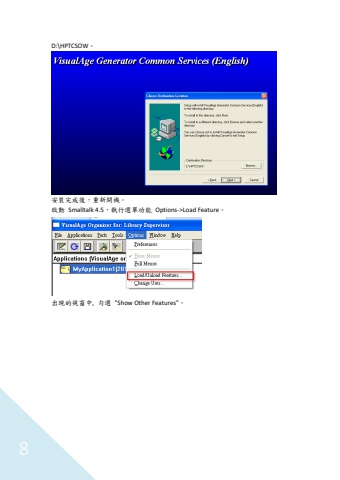 D:\HPTCSOW。
VisualAge Generator Common Services (English)
Choose Destination Location
Setup will install VisualAge Generator Common Services (English) in the following directory.
To install to this directory, click Next.
To install to a different directory, click Browse and select another directory.
You can choose not to install VisualAge Generator Common Services (English) by clicking Cancel to exit Setup.
Destination Directory
Browse...
< Back
Next >
Cancel
安裝完成後，重新開機。
啟動 Smalltalk 4.5，執行選單功能 Options->Load Feature。
VisualAge Organizer for: Library Supervisor
File Applications Parts Tools Options Window Help
Preferences
Applications (VisualAge or
Basic Menus
Full Menus
MyApplication1
Load/Unload Features...
Change User...
出現的視窗中, 勾選 "Show Other Features"。
8